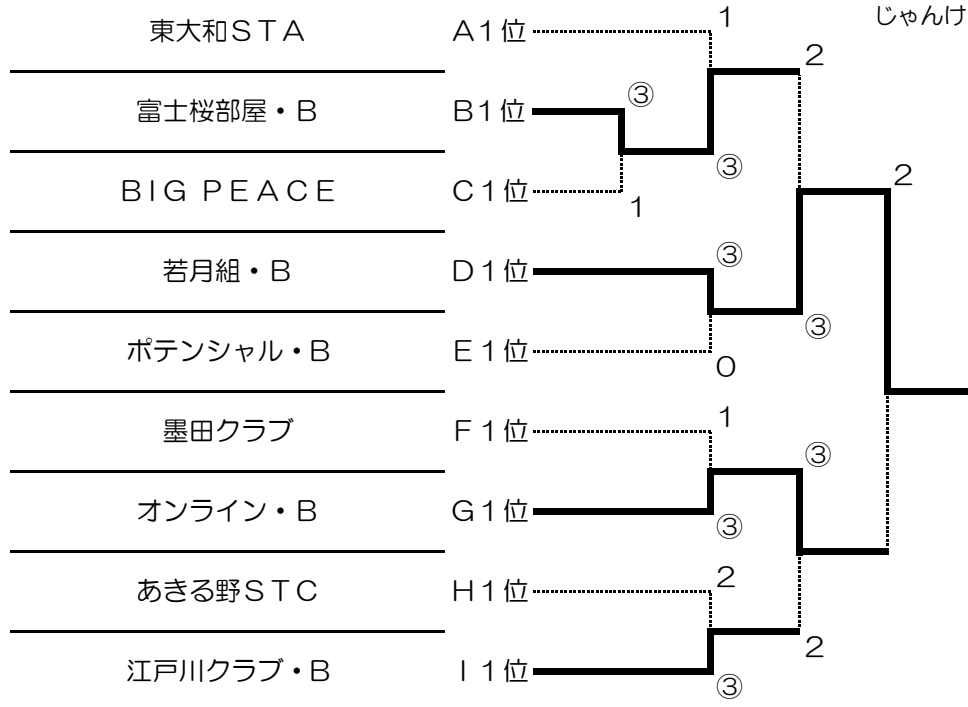 じゃんけ
東大和ＳＴＡ Ａ１位 1
2
富士桜部屋・Ｂ Ｂ１位 ③
③
ＢＩＧ ＰＥＡＣＥ Ｃ１位 1
2
若月組・Ｂ Ｄ１位 ③
③
ポテンシャル・Ｂ Ｅ１位 0
墨田クラブ Ｆ１位 1
③
オンライン・Ｂ Ｇ１位 ③
あきる野ＳＴＣ Ｈ１位 2
2
江戸川クラブ・Ｂ Ｉ１位 ③